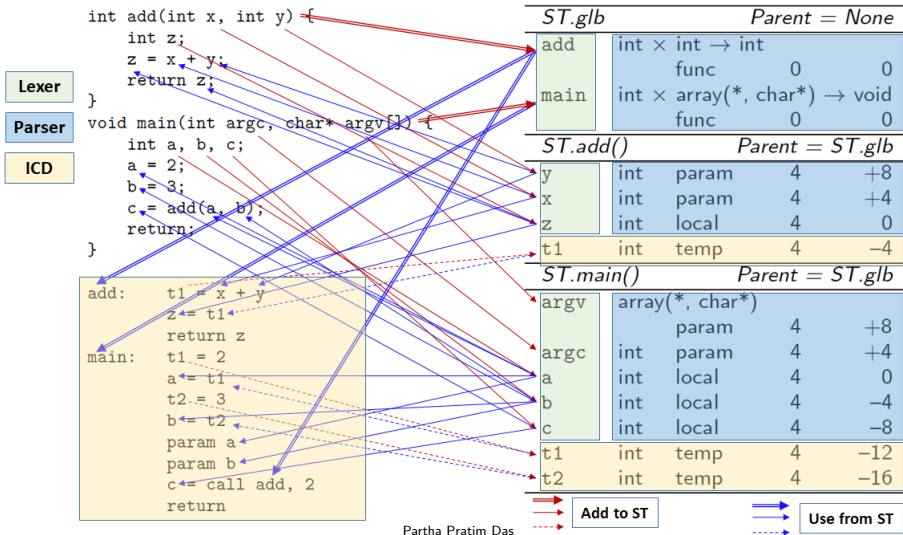 int add(int x, int y) {
int z;
z = x + y;
return z;
}
void main(int argc, char* argv[]) {
int a, b, c;
a = 2;
b = 3;
c = add(a, b);
return;
}
Lexer
Parser
ICD
add: t1 = x + y
z = t1
return z
main: t1 = 2
a = t1
t2 = 3
b = t2
param a
param b
c = call add, 2
return
ST.glb Parent = None
add int × int → int
func 0 0
main int × array(*, char*) → void
func 0 0
ST.add() Parent = ST.glb
y int param 4 +8
x int param 4 +4
z int local 4 0
t1 int temp 4 −4
ST.main() Parent = ST.glb
argv array(*, char*)
param 4 +8
argc int param 4 +4
a int local 4 0
b int local 4 −4
c int local 4 −8
t1 int temp 4 −12
t2 int temp 4 −16
Add to ST
Use from ST
Partha Pratim Das